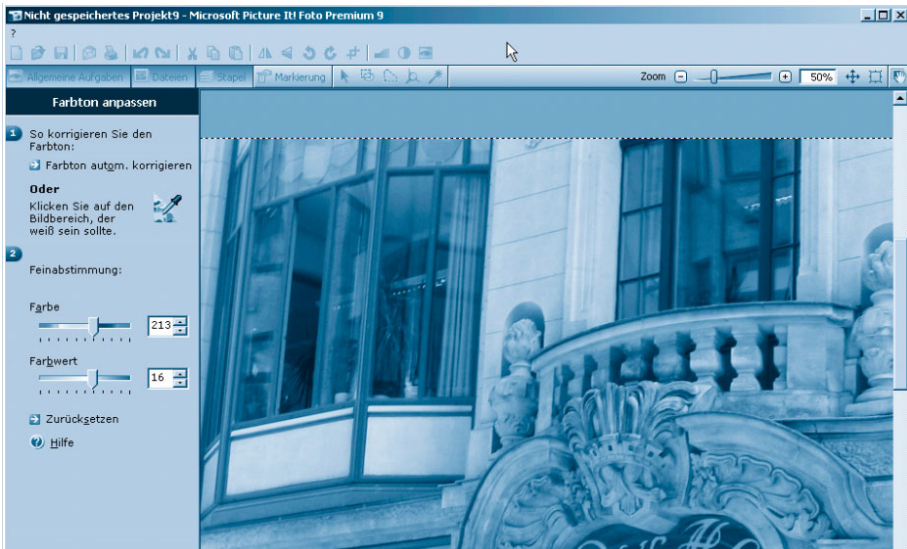 Nicht gespeichertes Projekt9 - Microsoft Picture It! Foto Premium 9
?
Allgemeine Aufgaben Dateien Stapel Markierung Zoom 50%
Farbton anpassen
1 So korrigieren Sie den
Farbton:
Farbton autom. korrigieren
Oder
Klicken Sie auf den
Bildbereich, der
weiß sein sollte.
2
Feinabstimmung:
Farbe
213
Farbwert
16
Zurücksetzen
Hilfe